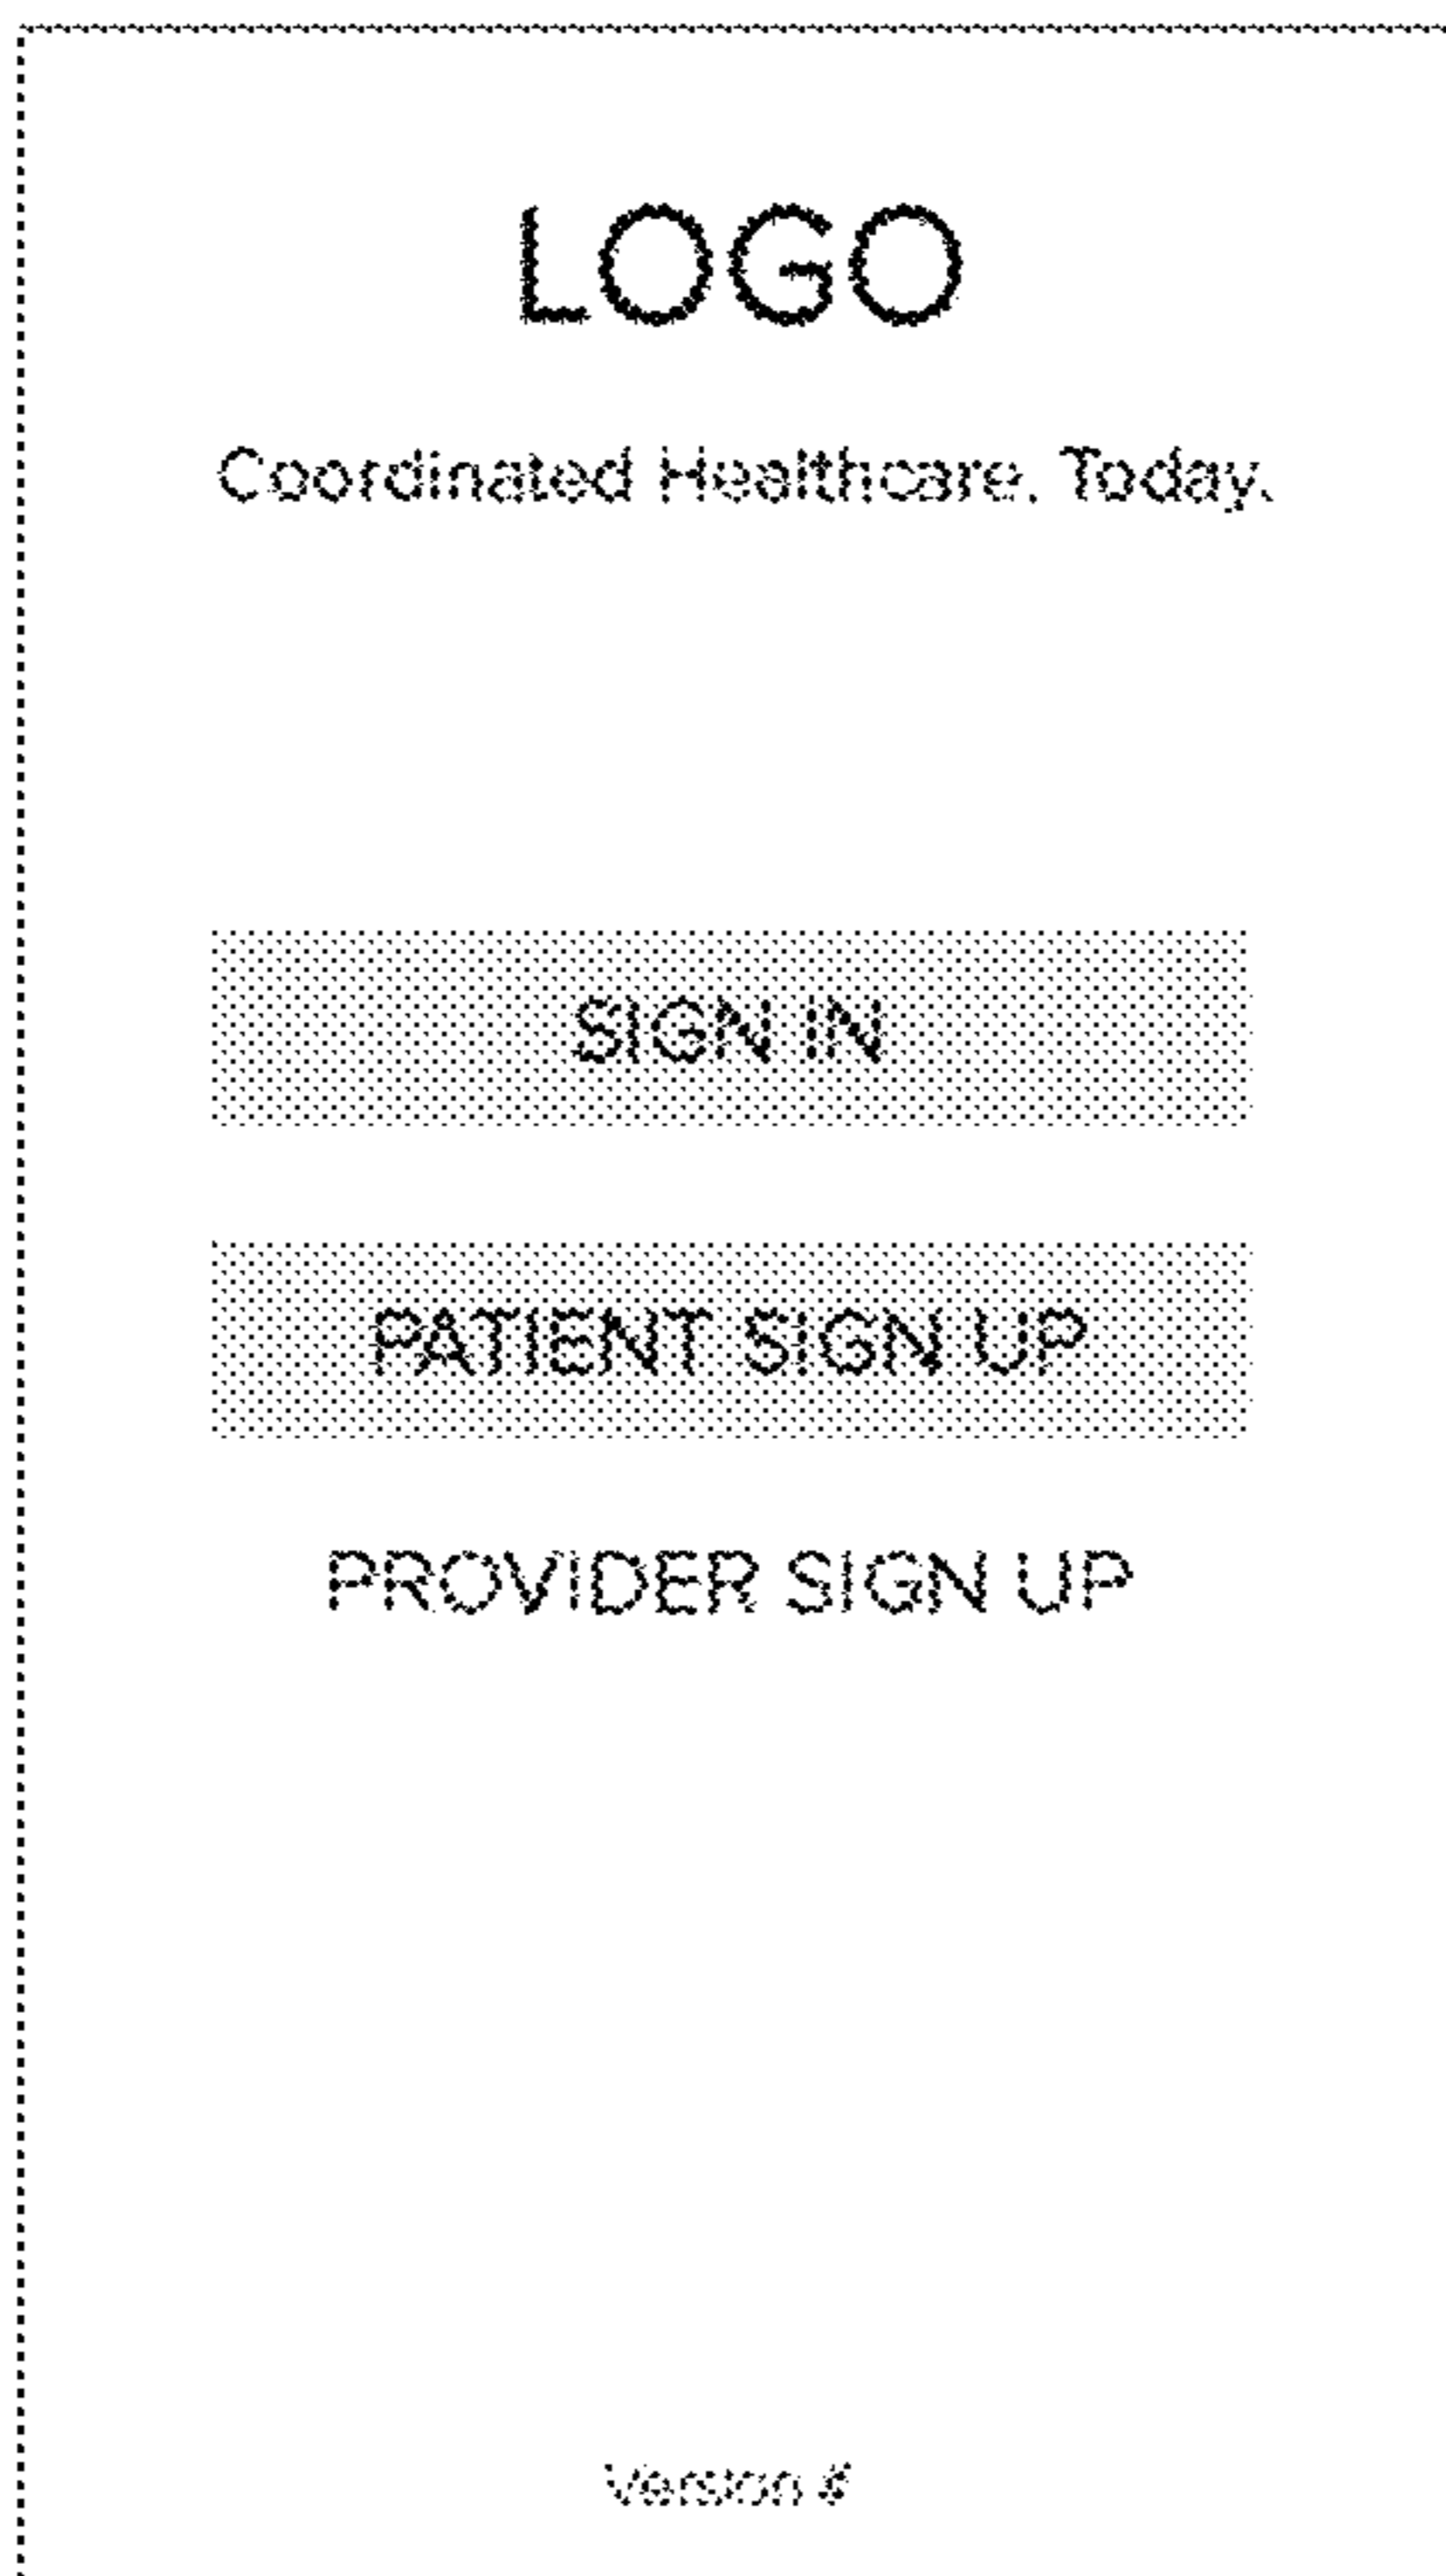 LOGO
Coordinated Healthcare. Today.
SIGN IN
PATIENT SIGN UP
PROVIDER SIGN UP
Version